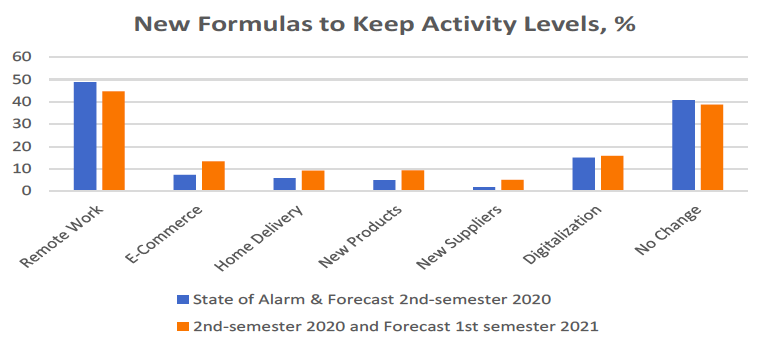 New Formulas to Keep Activity Levels, %
60
50
40
30
20
10
0
Remote Work
E-Commerce
Home Delivery
New Products
New Suppliers
Digitalization
No Change
State of Alarm & Forecast 2nd-semester 2020
2nd-semester 2020 and Forecast 1st semester 2021